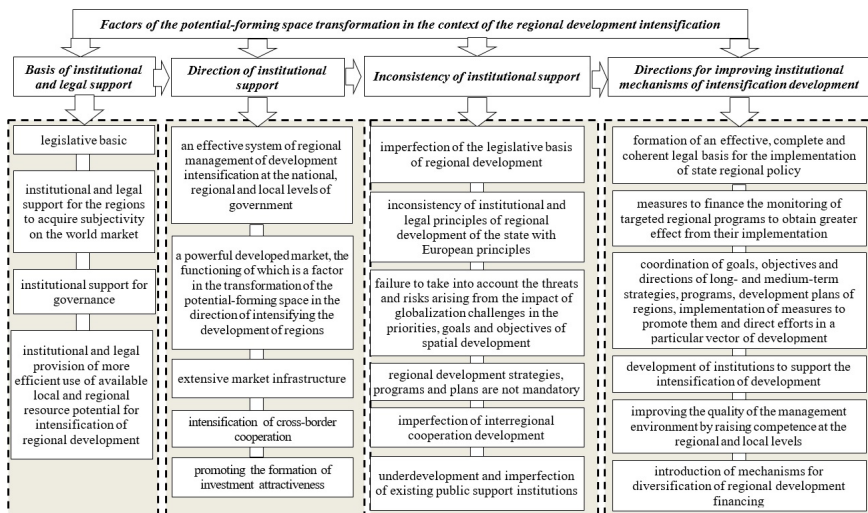 Factors of the potential-forming space transformation in the context of the regional development intensification
Basis of institutional
and legal support
Direction of institutional
support
Inconsistency of institutional support
Directions for improving institutional
mechanisms of intensification development
legislative basic
institutional and legal
support for the regions
to acquire subjectivity
on the world market
institutional support for
governance
institutional and legal
provision of more
efficient use of available
local and regional
resource potential for
intensification of
regional development
an effective system of regional
management of development
intensification at the national,
regional and local levels of
government
a powerful developed market, the
functioning of which is a factor
in the transformation of the
potential-forming space in the
direction of intensifying the
development of regions
extensive market infrastructure
intensification of cross-border
cooperation
promoting the formation of
investment attractiveness
imperfection of the legislative basis
of regional development
inconsistency of institutional and
legal principles of regional
development of the state with
European principles
failure to take into account the threats
and risks arising from the impact of
globalization challenges in the
priorities, goals and objectives of
spatial development
regional development strategies,
programs and plans are not mandatory
imperfection of interregional
cooperation development
underdevelopment and imperfection
of existing public support institutions
formation of an effective, complete
and coherent legal basis for the
implementation of state regional policy
measures to finance the monitoring of
targeted regional programs to obtain greater
effect from their implementation
coordination of goals, objectives and
directions of long- and medium-term
strategies, programs, development plans of
regions, implementation of measures to
promote them and direct efforts in a
particular vector of development
development of institutions to support the
intensification of development
improving the quality of the management
environment by raising competence at the
regional and local levels
introduction of mechanisms for
diversification of regional development
financing